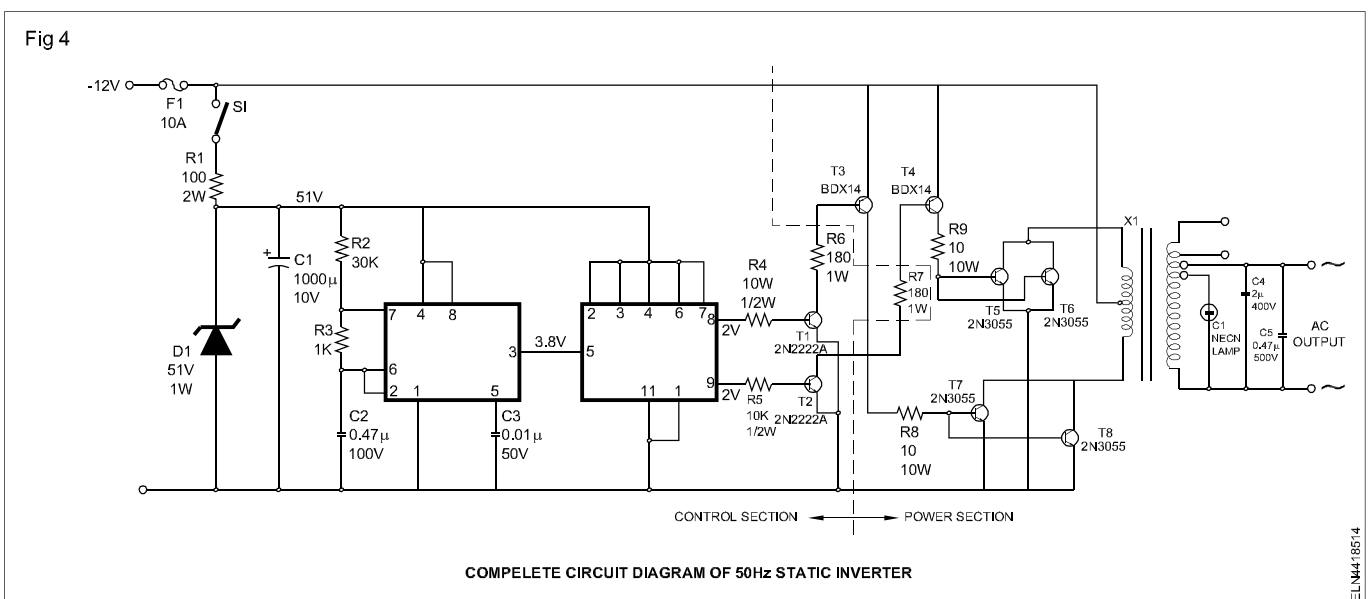 Fig 4
-12V
F1
10A
SI
R1
100
2W
51V
C1
1000µ
10V
R2
30K
R3
1K
D1
51V
1W
C2
0.47µ
100V
7
4
8
3
6
2
1
5
C3
0.01µ
50V
3.8V
2
3
4
6
7
8
5
9
11
1
2V
2V
R4
10W
1/2W
R5
10K
1/2W
T1
2N2222A
T2
2N2222A
R6
180
1W
R7
180
1W
T3
BDX14
T4
BDX14
R9
10
10W
T5
2N3055
T6
2N3055
T7
2N3055
T8
2N3055
R8
10
10W
X1
C1
NECN
LAMP
C4
2µ
400V
C5
0.47µ
500V
AC
OUTPUT
CONTROL SECTION
POWER SECTION
COMPELETE CIRCUIT DIAGRAM OF 50Hz STATIC INVERTER
ELN4418514